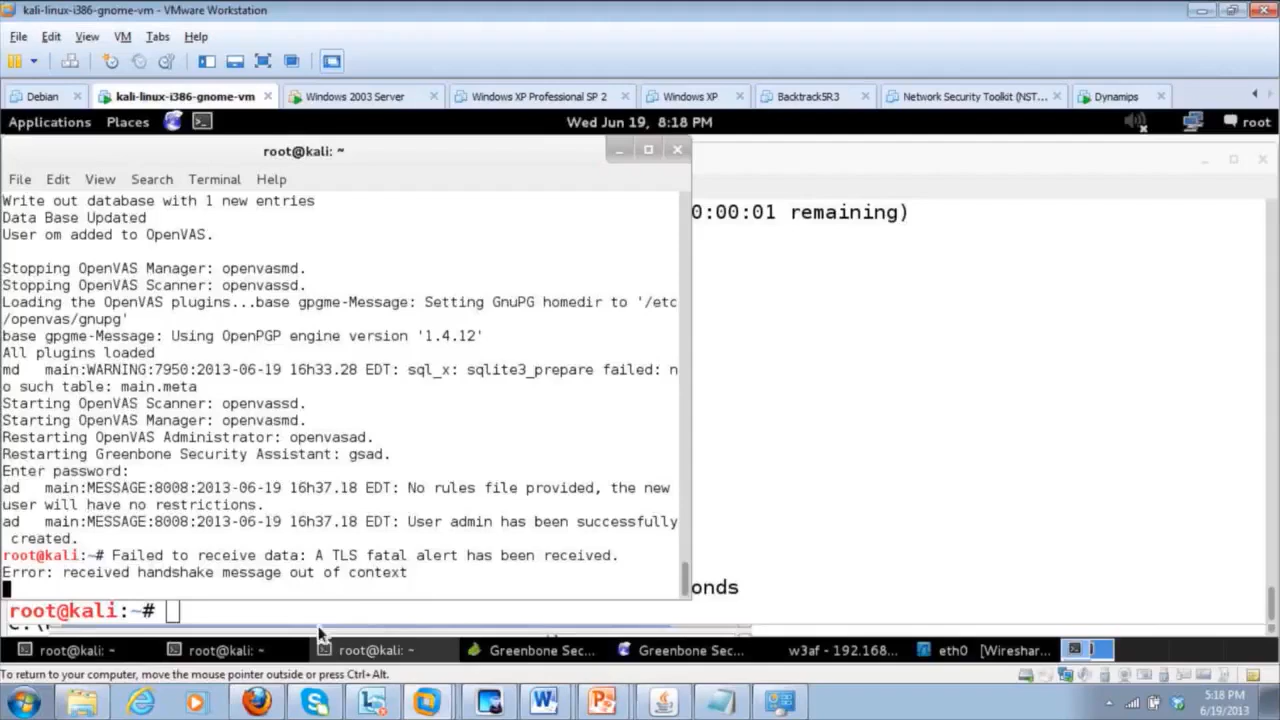 kali-linux-i386-gnome-vm - VMware Workstation
File Edit View VM Tabs Help
Debian kali-linux-i386-gnome-vm Windows 2003 Server Windows XP Professional SP 2 Windows XP Backtrack5R3 Network Security Toolkit (NST... Dynamips
Applications Places Wed Jun 19, 8:18 PM root
root@kali: ~
File Edit View Search Terminal Help
Write out database with 1 new entries
Data Base Updated
0:00:01 remaining)
User om added to OpenVAS.
Stopping OpenVAS Manager: openvasmd.
Stopping OpenVAS Scanner: openvassd.
Loading the OpenVAS plugins...base gpgme-Message: Setting GnuPG homedir to '/etc
/openvas/gnupg'
base gpgme-Message: Using OpenPGP engine version '1.4.12'
All plugins loaded
md main:WARNING:7950:2013-06-19 16h33.28 EDT: sql_x: sqlite3_prepare failed: n
o such table: main.meta
Starting OpenVAS Scanner: openvassd.
Starting OpenVAS Manager: openvasmd.
Restarting OpenVAS Administrator: openvasad.
Restarting Greenbone Security Assistant: gsad.
Enter password:
ad main:MESSAGE:8008:2013-06-19 16h37.18 EDT: No rules file provided, the new
user will have no restrictions.
ad main:MESSAGE:8008:2013-06-19 16h37.18 EDT: User admin has been successfully
created.
root@kali:~# Failed to receive data: A TLS fatal alert has been received.
Error: received handshake message out of context
onds
root@kali:~#
root@kali: ~ root@kali: ~ root@kali: ~ Greenbone Sec... Greenbone Sec... w3af - 192.168... eth0 [Wireshar...
To return to your computer, move the mouse pointer outside or press Ctrl+Alt.
5:18 PM
6/19/2013